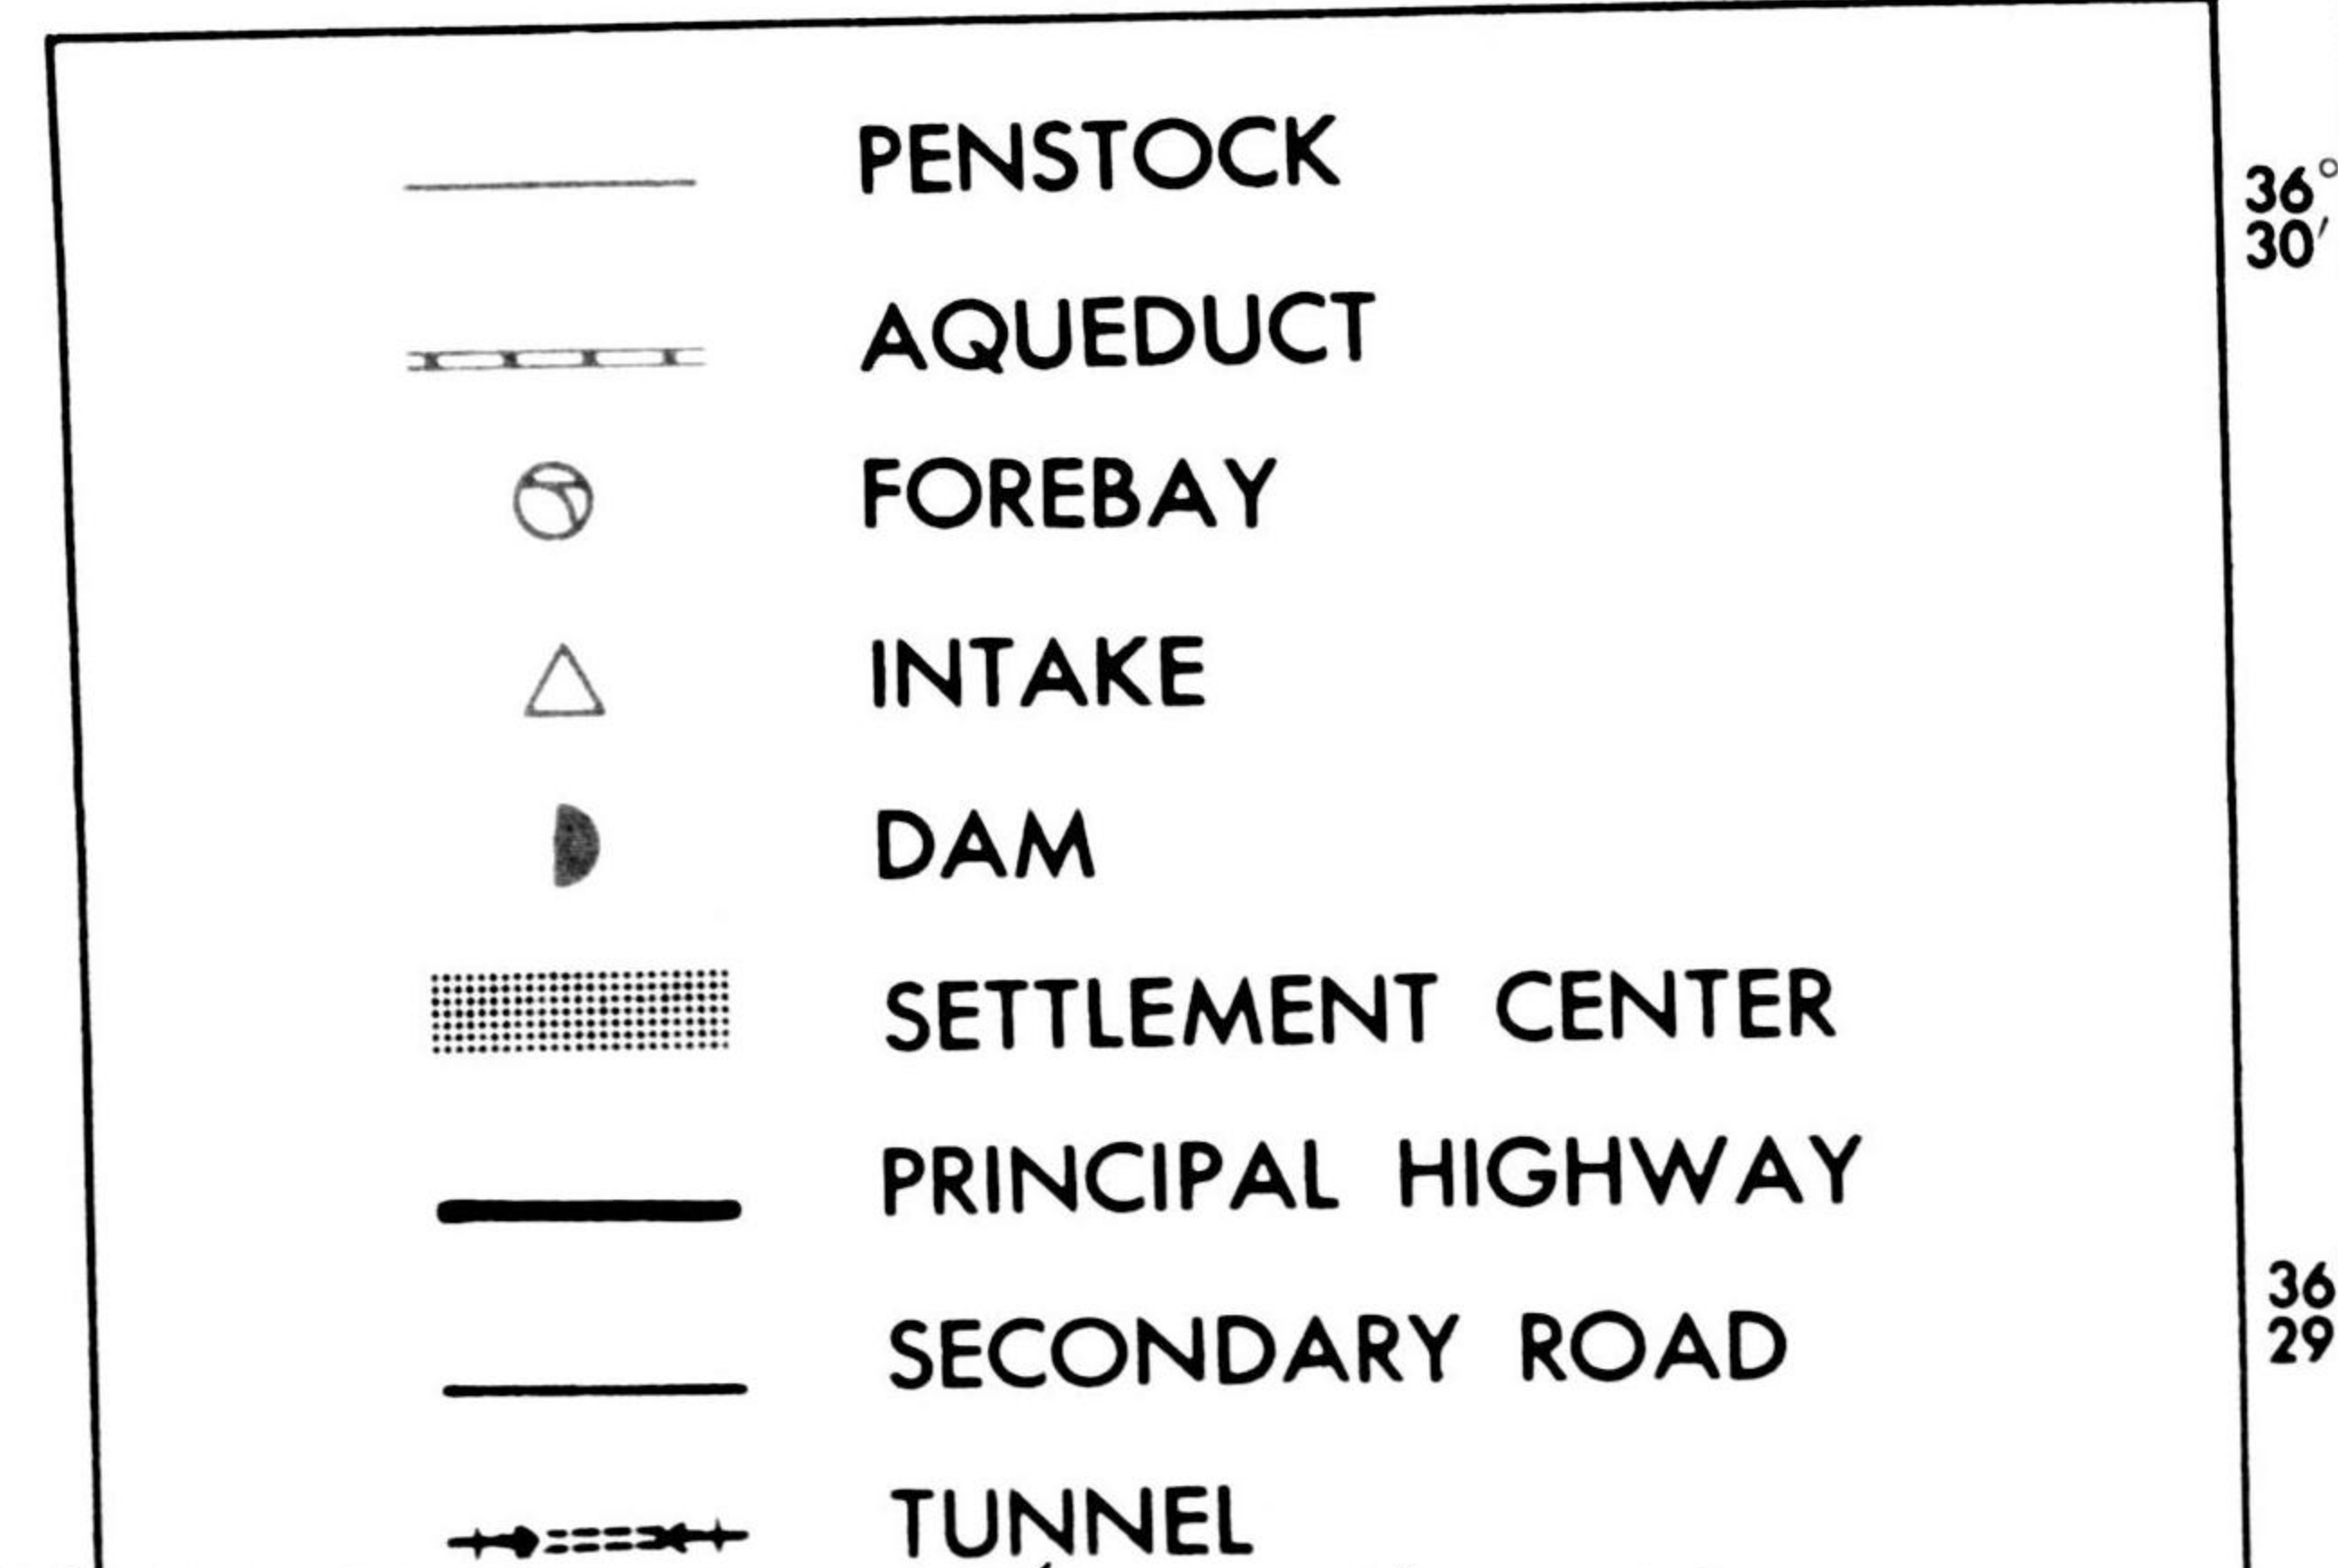 PENSTOCK
36°
30′
AQUEDUCT
FOREBAY
INTAKE
DAM
SETTLEMENT CENTER
PRINCIPAL HIGHWAY
SECONDARY ROAD
36
29
TUNNEL